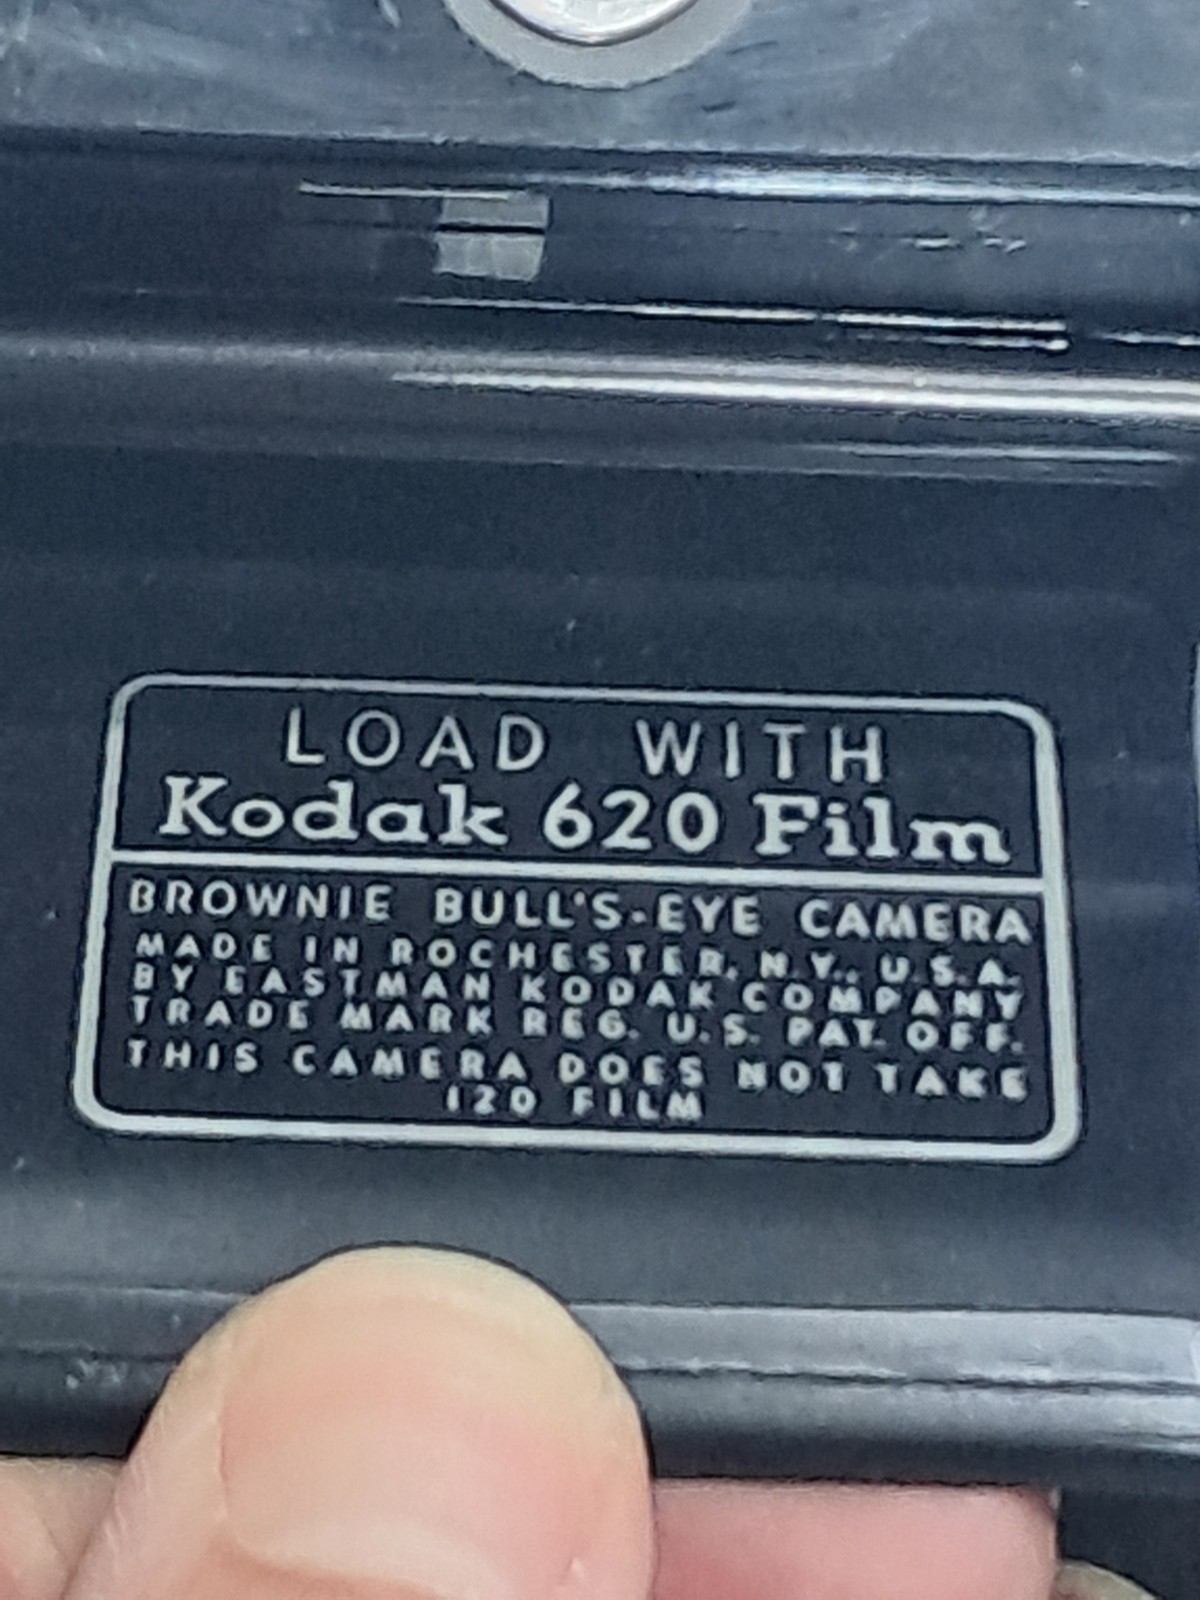 LOAD WITH
Kodak 620 Film
BROWNIE BULL'S-EYE CAMERA
MADE IN ROCHESTER, N.Y., U.S.A.
BY EASTMAN KODAK COMPANY
TRADE MARK REG. U.S. PAT. OFF.
THIS CAMERA DOES NOT TAKE
120 FILM